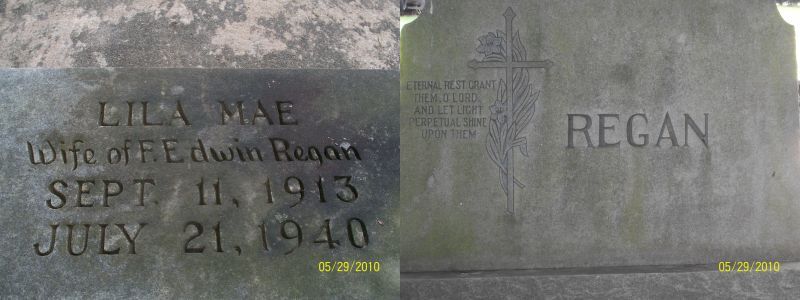 LILA MAE
Wife of F. Edwin Regan
SEPT. 11, 1913
JULY 21, 1940
05/29/2010
ETERNAL REST GRANT
THEM, O LORD,
AND LET LIGHT
PERPETUAL SHINE
UPON THEM
REGAN
05/29/2010